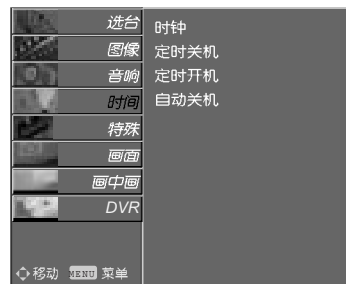 选台
图像
音响
时间
特殊
画面
画中画
DVR
时钟
定时关机
定时开机
自动关机
移动 MENU 菜单